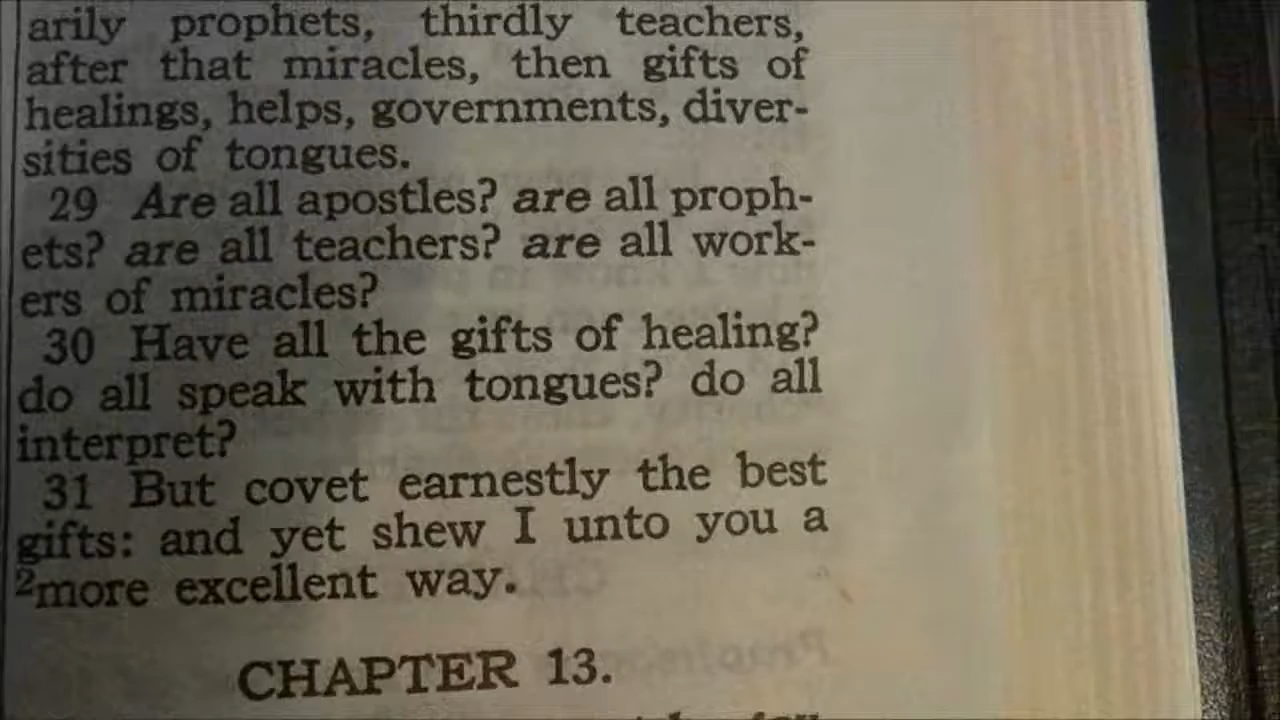 arily prophets, thirdly teachers,
after that miracles, then gifts of
healings, helps, governments, diver-
sities of tongues.
29 Are all apostles? are all proph-
ets? are all teachers? are all work-
ers of miracles?
30 Have all the gifts of healing?
do all speak with tongues? do all
interpret?
31 But covet earnestly the best
gifts: and yet shew I unto you a
2more excellent way.
CHAPTER 13.